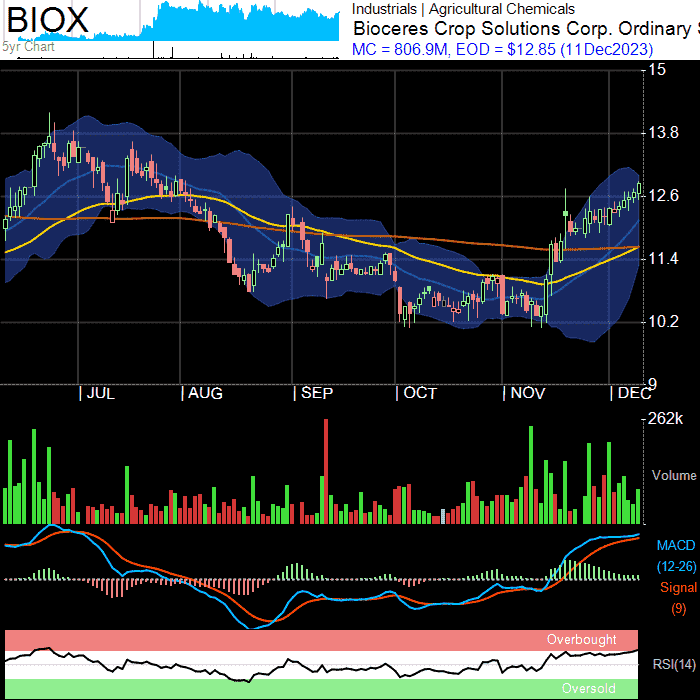 BIOX
5yr Chart
Industrials | Agricultural Chemicals
Bioceres Crop Solutions Corp. Ordinary S
MC = 806.9M, EOD = $12.85 (11Dec2023)
15
13.8
12.6
11.4
10.2
9
| JUL | AUG | SEP | OCT | NOV | DEC
262k
Volume
MACD
(12-26)
Signal
(9)
Overbought
RSI(14)
Oversold